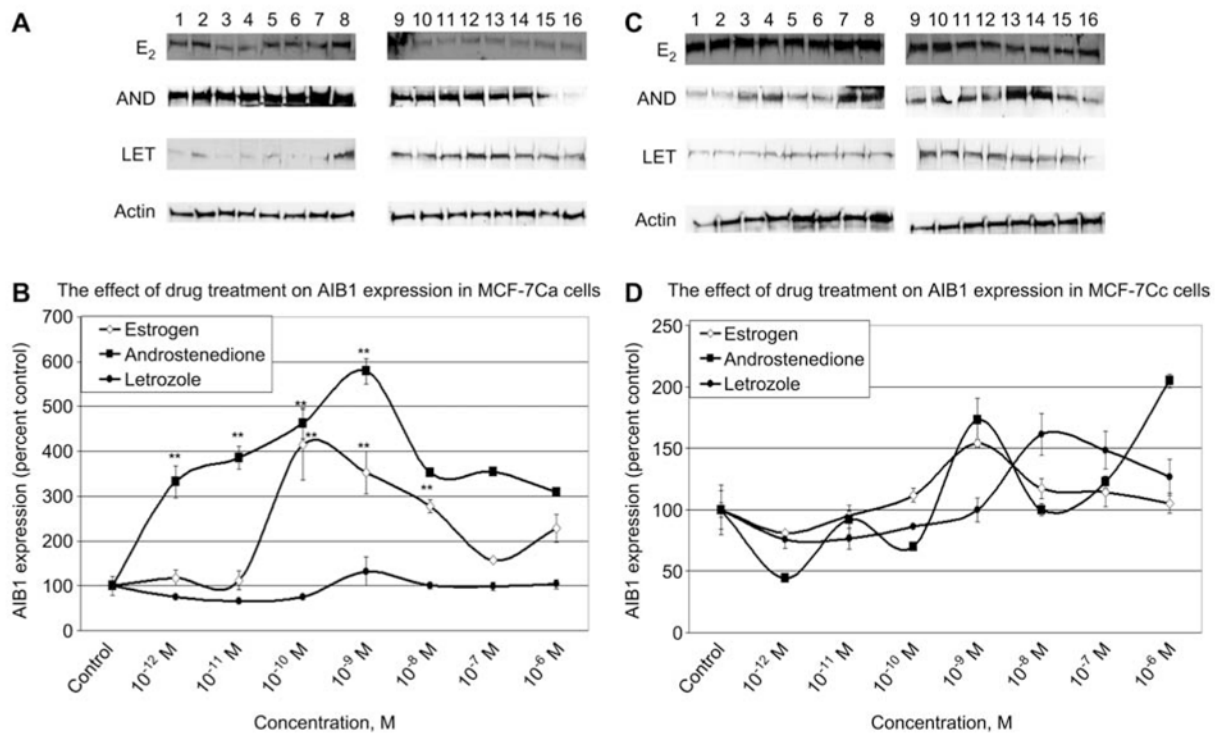 A
1 2 3 4 5 6 7 8 9 10 11 12 13 14 15 16
E2
AND
LET
Actin
C
1 2 3 4 5 6 7 8 9 10 11 12 13 14 15 16
E2
AND
LET
Actin
B The effect of drug treatment on AIB1 expression in MCF-7Ca cells
AIB1 expression (percent control)
700
600
500
400
300
200
100
0
Estrogen
Androstenedione
Letrozole
**
**
**
**
**
**
**
Control 10⁻¹² M 10⁻¹¹ M 10⁻¹⁰ M 10⁻⁹ M 10⁻⁸ M 10⁻⁷ M 10⁻⁶ M
Concentration, M
D The effect of drug treatment on AIB1 expression in MCF-7Cc cells
AIB1 expression (percent control)
250
200
150
100
50
0
Estrogen
Androstenedione
Letrozole
Control 10⁻¹² M 10⁻¹¹ M 10⁻¹⁰ M 10⁻⁹ M 10⁻⁸ M 10⁻⁷ M 10⁻⁶ M
Concentration, M